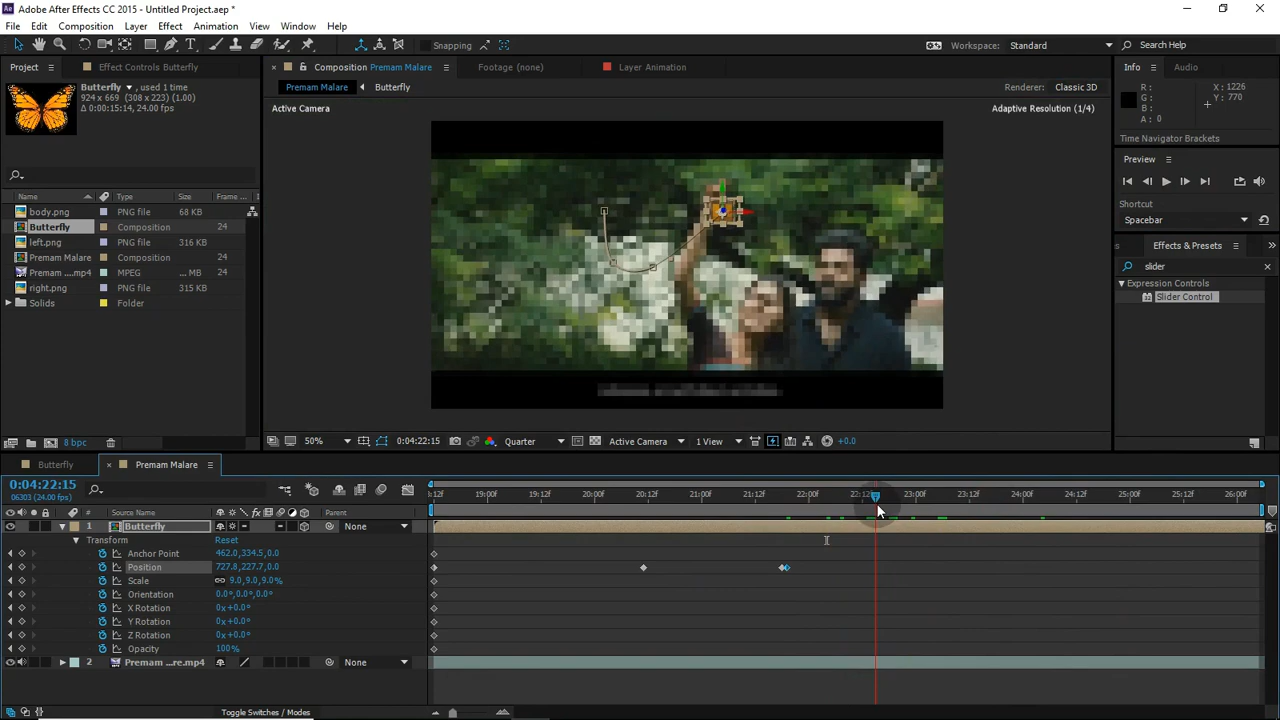 Adobe After Effects CC 2015 - Untitled Project.aep *
File Edit Composition Layer Effect Animation View Window Help
Snapping Workspace: Standard Search Help
Project Effect Controls Butterfly Composition Premam Malare Footage (none) Layer Animation Info Audio
Butterfly ▼ , used 1 time
924 x 669 (308 x 223) (1.00)
Δ 0:00:15:14, 24.00 fps
Premam Malare Butterfly Renderer: Classic 3D
Active Camera Adaptive Resolution (1/4)
R : X : 1226
G : Y : 770
B :
A : 0
Time Navigator Brackets
Preview
Shortcut
Spacebar
Effects & Presets
slider
Expression Controls
Slider Control
Name Type Size Frame...
body.png PNG file 68 KB
Butterfly Composition 24
left.png PNG file 316 KB
Premam Malare Composition 24
Premam ....mp4 MPEG ... MB 24
right.png PNG file 315 KB
Solids Folder
8 bpc
50% 0:04:22:15 Quarter Active Camera 1 View +0.0
Butterfly Premam Malare
0:04:22:15
06303 (24.00 fps)
:12f 19:00f 19:12f 20:00f 20:12f 21:00f 21:12f 22:00f 22:12f 23:00f 23:12f 24:00f 24:12f 25:00f 25:12f 26:00f
# Source Name Parent
1 Butterfly None
Transform Reset
Anchor Point 462.0,334.5,0.0
Position 727.8,227.7,0.0
Scale 9.0,9.0,9.0%
Orientation 0.0°,0.0°,0.0°
X Rotation 0x+0.0°
Y Rotation 0x+0.0°
Z Rotation 0x+0.0°
Opacity 100%
2 Premam ...re.mp4 None
Toggle Switches / Modes